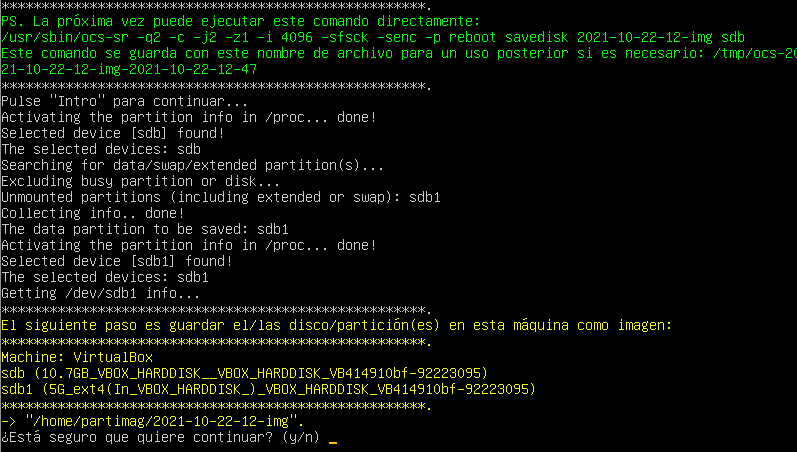 *****************************************************.
PS. La próxima vez puede ejecutar este comando directamente:
/usr/sbin/ocs-sr -q2 -c -j2 -z1 -i 4096 -sfsck -senc -p reboot savedisk 2021-10-22-12-img sdb
Este comando se guarda con este nombre de archivo para un uso posterior si es necesario: /tmp/ocs-20
21-10-22-12-img-2021-10-22-12-47
*****************************************************.
Pulse "Intro" para continuar...
Activating the partition info in /proc... done!
Selected device [sdb] found!
The selected devices: sdb
Searching for data/swap/extended partition(s)...
Excluding busy partition or disk...
Unmounted partitions (including extended or swap): sdb1
Collecting info.. done!
The data partition to be saved: sdb1
Activating the partition info in /proc... done!
Selected device [sdb1] found!
The selected devices: sdb1
Getting /dev/sdb1 info...
*****************************************************.
El siguiente paso es guardar el/las disco/partición(es) en esta máquina como imagen:
*****************************************************.
Machine: VirtualBox
sdb (10.7GB_VBOX_HARDDISK__VBOX_HARDDISK_VB414910bf-92223095)
sdb1 (5G_ext4(In_VBOX_HARDDISK_)_VBOX_HARDDISK_VB414910bf-92223095)
*****************************************************.
-> "/home/partimag/2021-10-22-12-img".
¿Está seguro que quiere continuar? (y/n) _